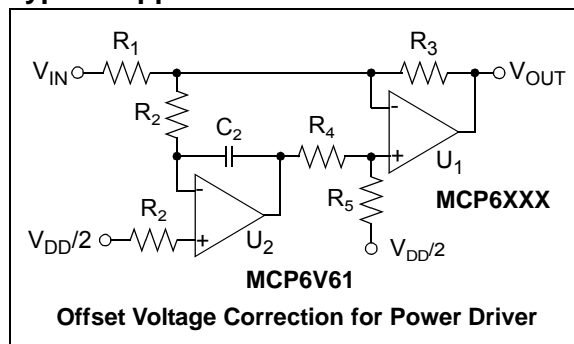 R1
R3
VIN
VOUT
R2
C2
R4
-
+
U1
R5
MCP6XXX
-
+
R2
U2
VDD/2
VDD/2
MCP6V61
Offset Voltage Correction for Power Driver